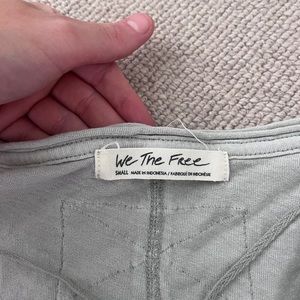 We The Free
SMALL MADE IN INDONESIA / FABRIQUÉ EN INDONÉSIE